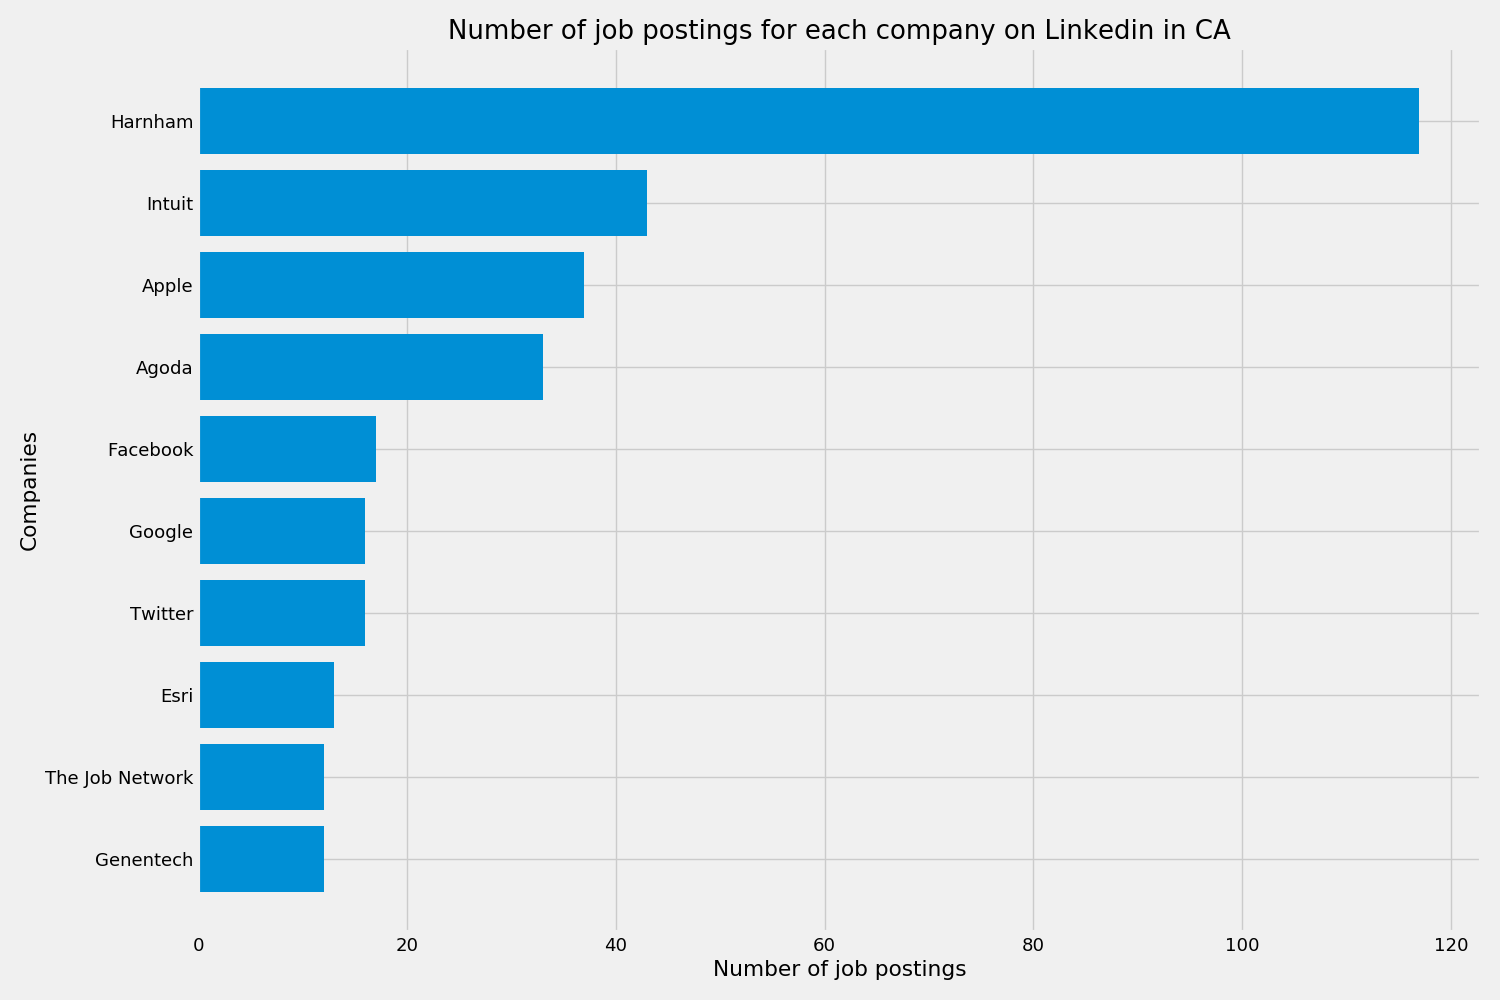 Number of job postings for each company on Linkedin in CA
Harnham
Intuit
Apple
Agoda
Facebook
Google
Twitter
Esri
The Job Network
Genentech
Companies
0 20 40 60 80 100 120
Number of job postings